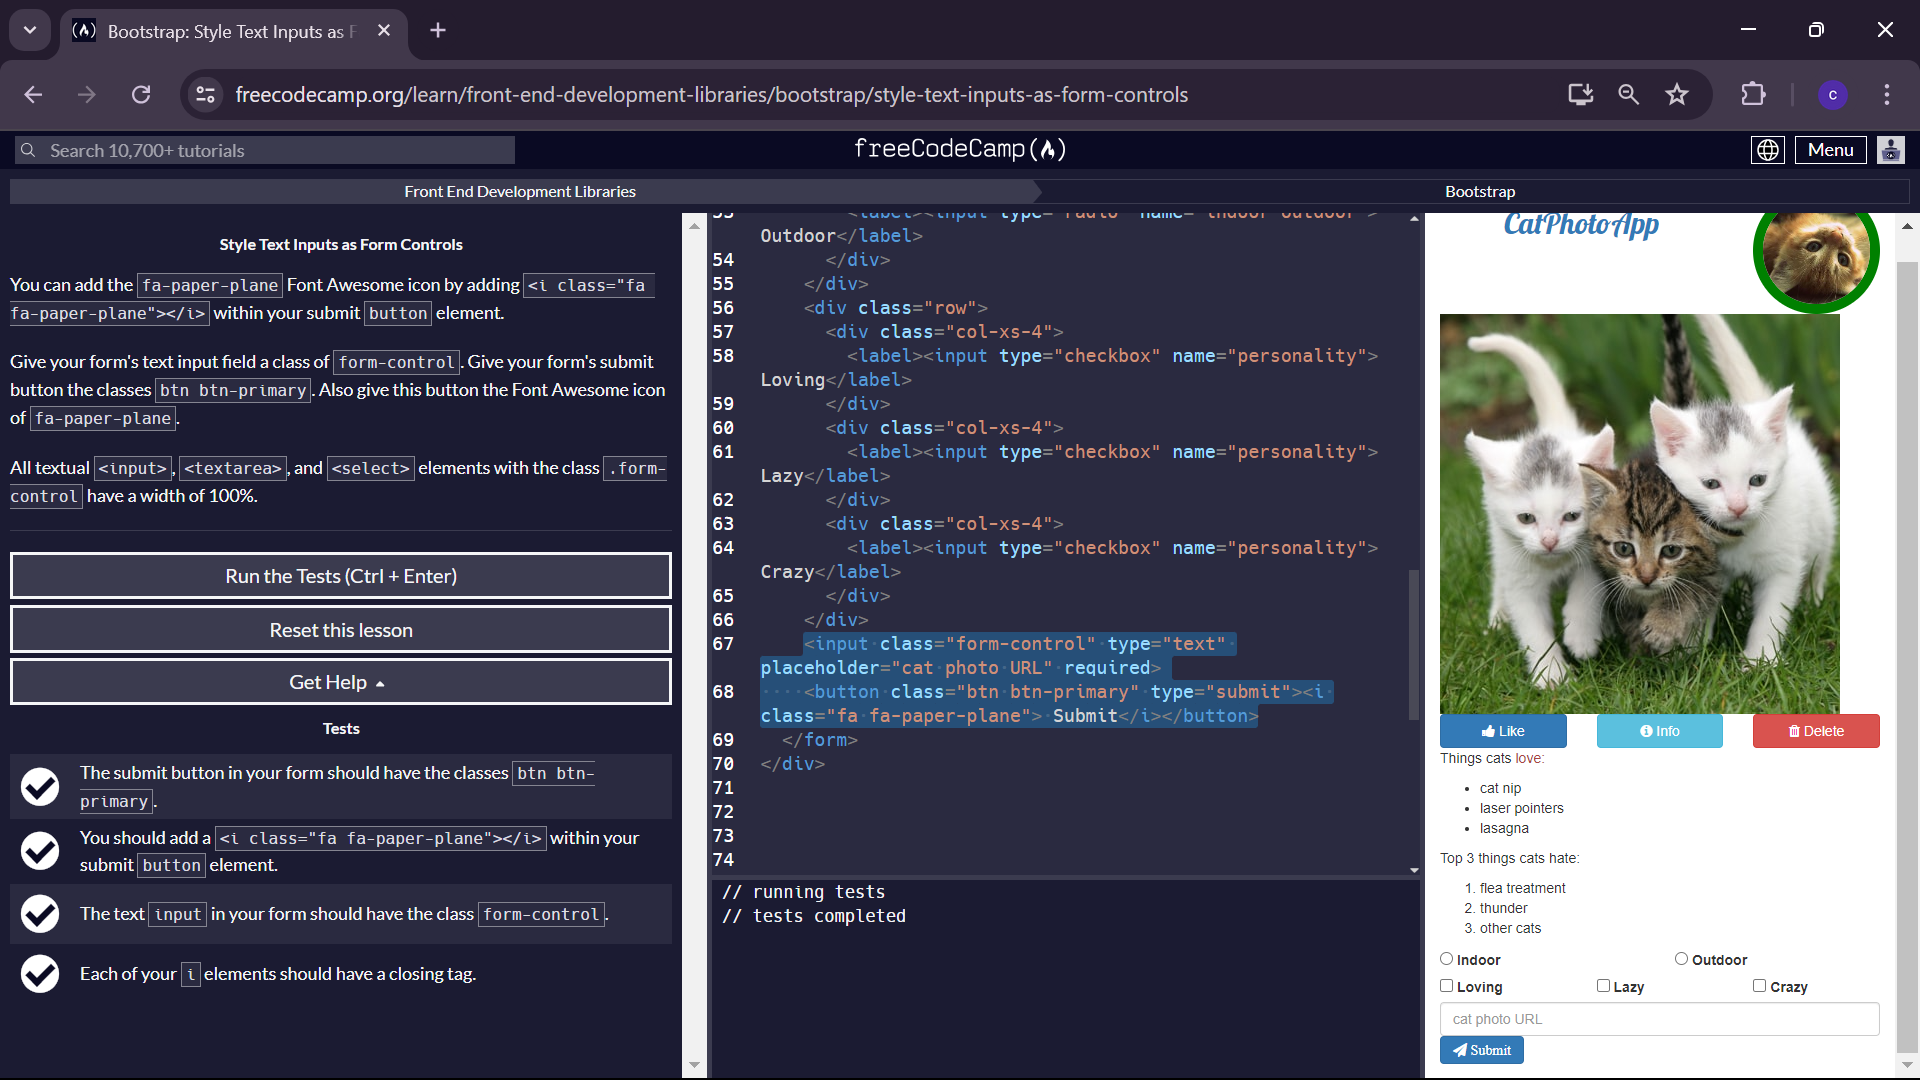 Bootstrap: Style Text Inputs as F
freecodecamp.org/learn/front-end-development-libraries/bootstrap/style-text-inputs-as-form-controls
c
Search 10,700+ tutorials
freeCodeCamp
Menu
Front End Development Libraries
Bootstrap
Style Text Inputs as Form Controls
You can add the fa-paper-plane Font Awesome icon by adding <i class="fa
fa-paper-plane"></i> within your submit button element.
Give your form's text input field a class of form-control. Give your form's submit
button the classes btn btn-primary. Also give this button the Font Awesome icon
of fa-paper-plane.
All textual <input>, <textarea>, and <select> elements with the class .form-
control have a width of 100%.
Run the Tests (Ctrl + Enter)
Reset this lesson
Get Help
Tests
The submit button in your form should have the classes btn btn-
primary.
You should add a <i class="fa fa-paper-plane"></i> within your
submit button element.
The text input in your form should have the class form-control.
Each of your i elements should have a closing tag.
53 <label><input type="radio" name="indoor-outdoor">
Outdoor</label>
54 </div>
55 </div>
56 <div class="row">
57 <div class="col-xs-4">
58 <label><input type="checkbox" name="personality">
Loving</label>
59 </div>
60 <div class="col-xs-4">
61 <label><input type="checkbox" name="personality">
Lazy</label>
62 </div>
63 <div class="col-xs-4">
64 <label><input type="checkbox" name="personality">
Crazy</label>
65 </div>
66 </div>
67 <input class="form-control" type="text"
placeholder="cat photo URL" required>
68 <button class="btn btn-primary" type="submit"><i
class="fa fa-paper-plane"> Submit</i></button>
69 </form>
70 </div>
71
72
73
74
// running tests
// tests completed
CatPhotoApp
Like
Info
Delete
Things cats love:
cat nip
laser pointers
lasagna
Top 3 things cats hate:
1. flea treatment
2. thunder
3. other cats
Indoor
Outdoor
Loving
Lazy
Crazy
cat photo URL
Submit